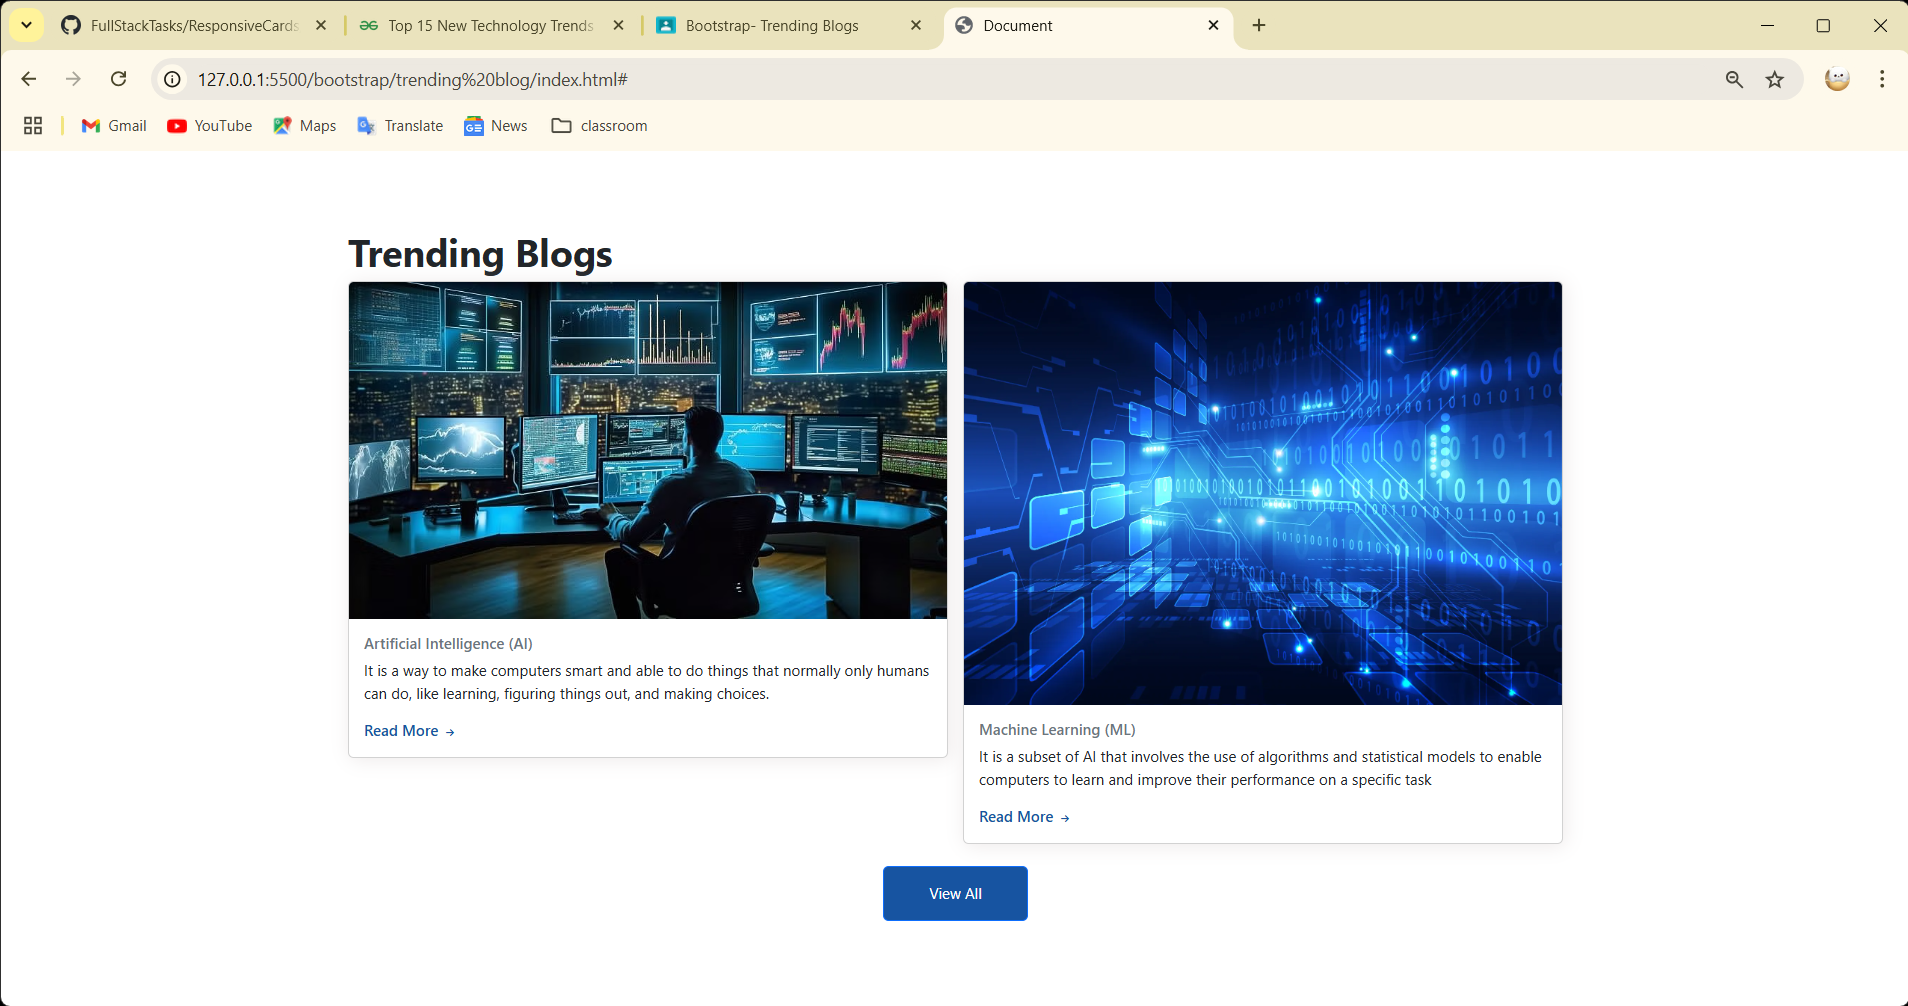 FullStackTasks/ResponsiveCards
Top 15 New Technology Trends
Bootstrap- Trending Blogs
Document
127.0.0.1:5500/bootstrap/trending%20blog/index.html#
Gmail
YouTube
Maps
Translate
News
classroom
Trending Blogs
Artificial Intelligence (AI)
It is a way to make computers smart and able to do things that normally only humans
can do, like learning, figuring things out, and making choices.
Read More →
Machine Learning (ML)
It is a subset of AI that involves the use of algorithms and statistical models to enable
computers to learn and improve their performance on a specific task
Read More →
View All